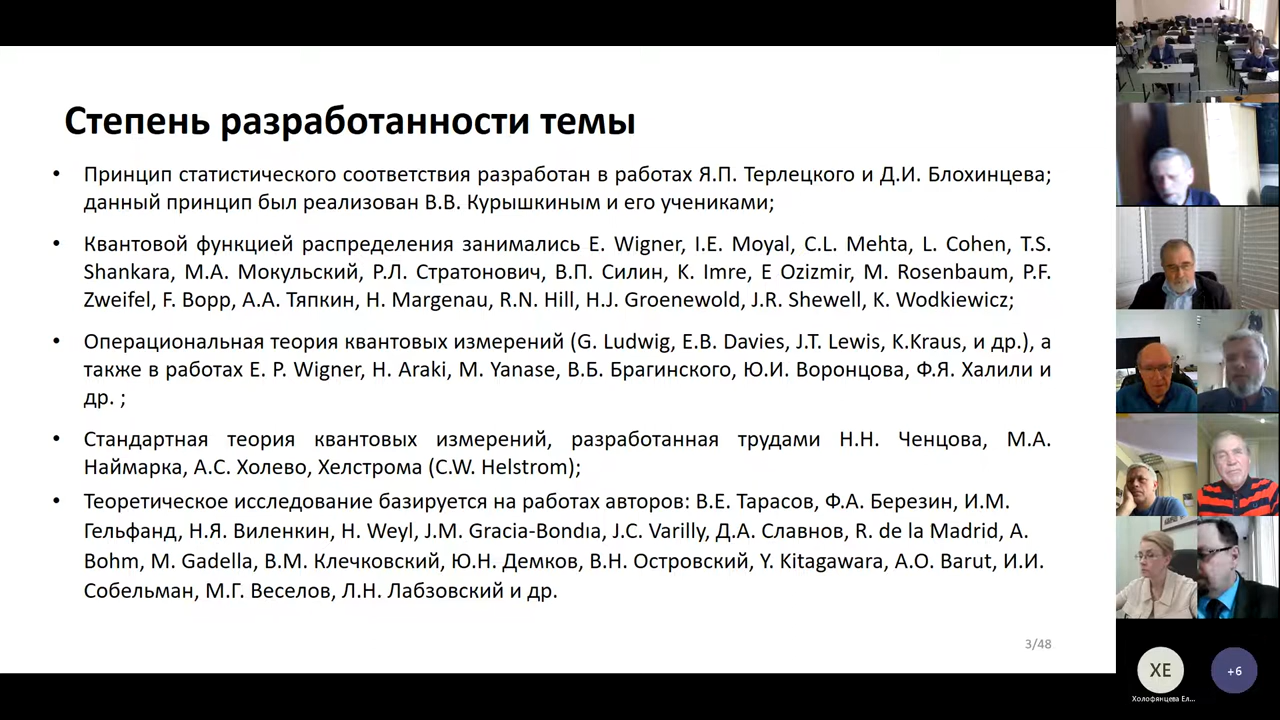 Степень разработанности темы
• Принцип статистического соответствия разработан в работах Я.П. Терлецкого и Д.И. Блохинцева;
данный принцип был реализован В.В. Курышкиным и его учениками;
• Квантовой функцией распределения занимались E. Wigner, I.E. Moyal, C.L. Mehta, L. Cohen, T.S.
Shankara, М.А. Мокульский, Р.Л. Стратонович, В.П. Силин, K. Imre, E Ozizmir, M. Rosenbaum, P.F.
Zweifel, F. Bopp, А.А. Тяпкин, H. Margenau, R.N. Hill, H.J. Groenewold, J.R. Shewell, K. Wodkiewicz;
• Операциональная теория квантовых измерений (G. Ludwig, E.B. Davies, J.T. Lewis, K.Kraus, и др.), а
также в работах E. P. Wigner, H. Araki, M. Yanase, В.Б. Брагинского, Ю.И. Воронцова, Ф.Я. Халили и
др. ;
• Стандартная теория квантовых измерений, разработанная трудами Н.Н. Ченцова, М.А.
Наймарка, А.С. Холево, Хелстрома (C.W. Helstrom);
• Теоретическое исследование базируется на работах авторов: В.Е. Тарасов, Ф.А. Березин, И.М.
Гельфанд, Н.Я. Виленкин, H. Weyl, J.M. Gracia-Bondıa, J.C. Varilly, Д.А. Славнов, R. de la Madrid, A.
Bohm, M. Gadella, В.М. Клечковский, Ю.Н. Демков, В.Н. Островский, Y. Kitagawara, A.O. Barut, И.И.
Собельман, М.Г. Веселов, Л.Н. Лабзовский и др.
3/48
XE
+6
Холофянцева Ел...